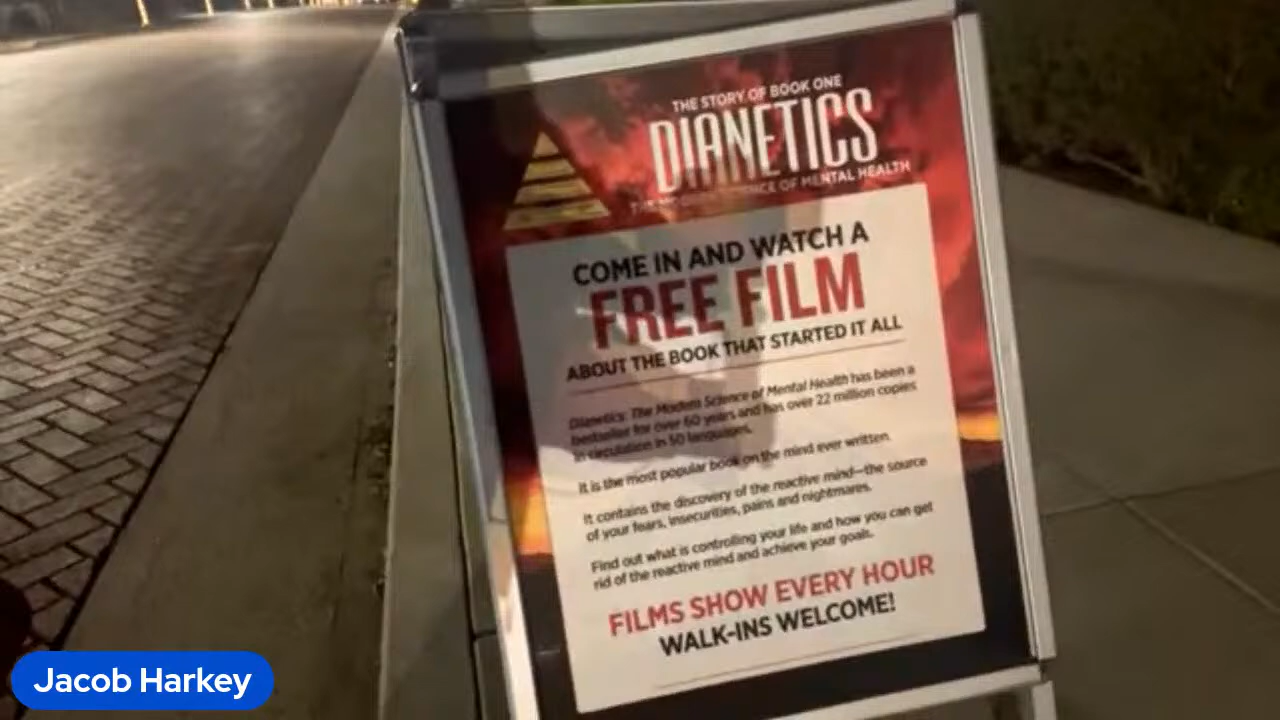 THE STORY OF BOOK ONE
DIANETICS
SCIENCE OF MENTAL HEALTH
COME IN AND WATCH A
FREE FILM
ABOUT THE BOOK THAT STARTED IT ALL
Dianetics: The Modern Science of Mental Health has been a
bestseller for over 60 years and has over 22 million copies
in circulation in 50 languages.
It is the most popular book on the mind ever written.
It contains the discovery of the reactive mind—the source
of your fears, insecurities, pains and nightmares.
Find out what is controlling your life and how you can get
rid of the reactive mind and achieve your goals.
FILMS SHOW EVERY HOUR
WALK-INS WELCOME!
Jacob Harkey